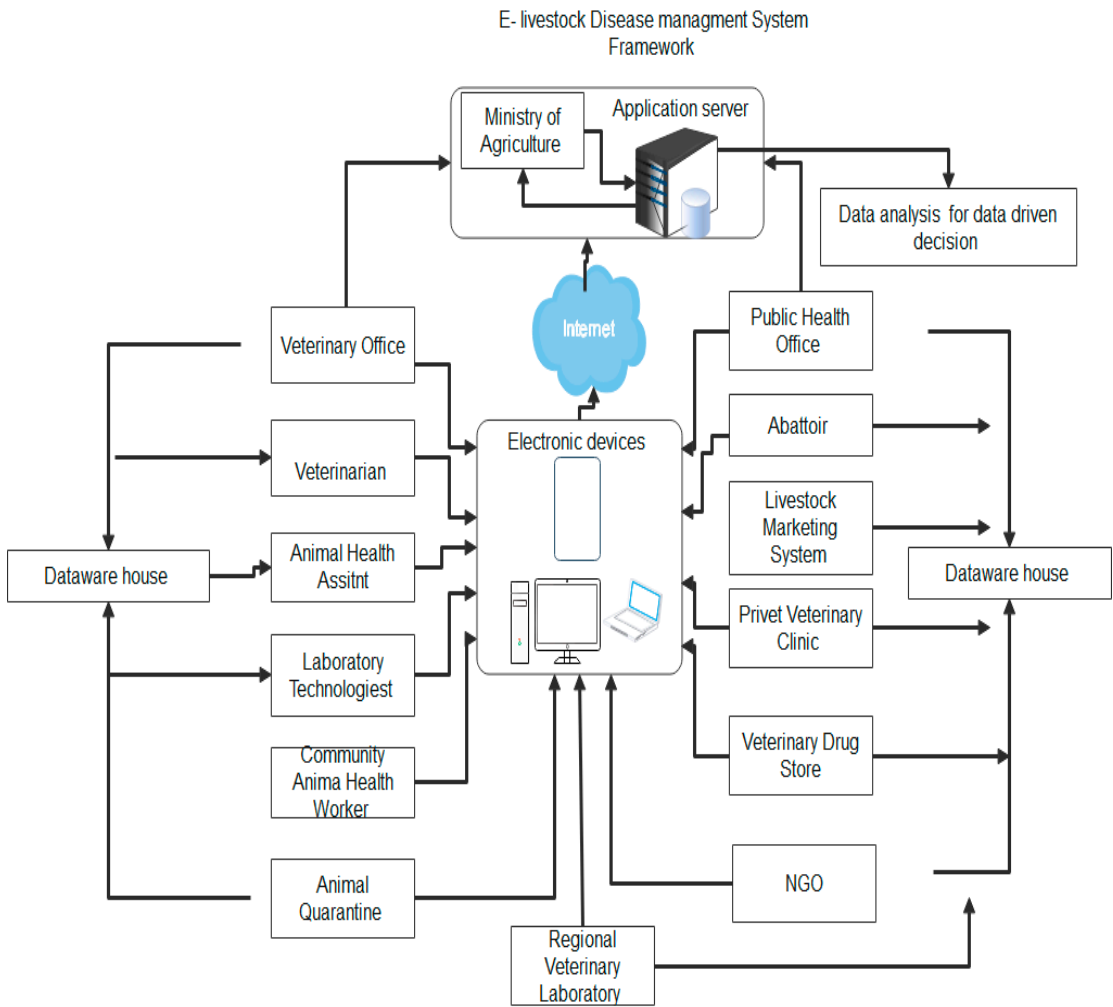 E- livestock Disease managment System
Framework
Ministry of
Agriculture
Application server
Data analysis for data driven
decision
Internet
Veterinary Office
Public Health
Office
Electronic devices
Abattoir
Veterinarian
Livestock
Marketing
System
Animal Health
Assitnt
Dataware house
Dataware house
Privet Veterinary
Clinic
Laboratory
Technologiest
Veterinary Drug
Store
Community
Anima Health
Worker
Animal
Quarantine
NGO
Regional
Veterinary
Laboratory